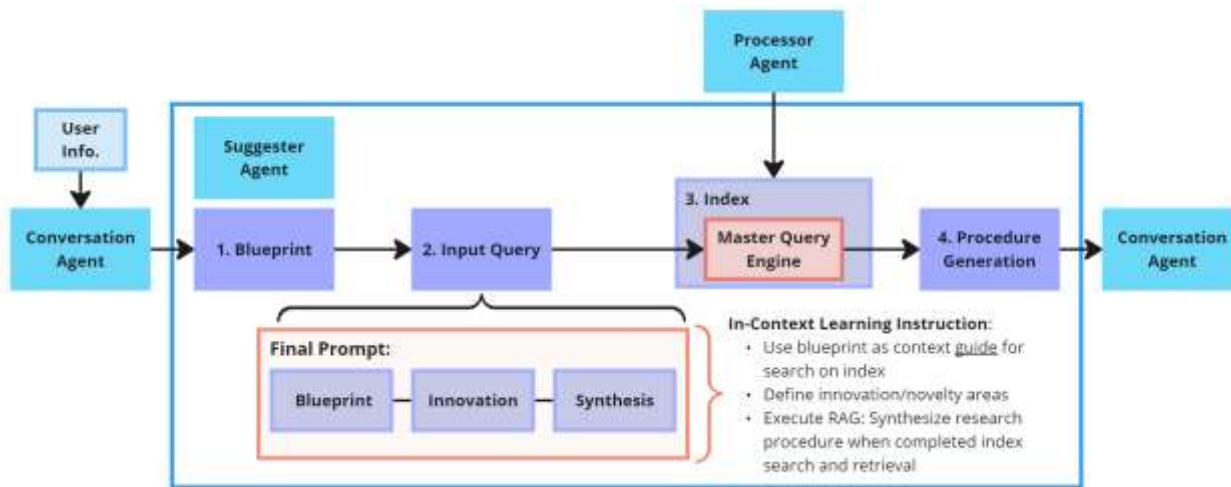 Processor
Agent
User
Info.
Suggester
Agent
3. Index
Conversation
Agent
1. Blueprint
2. Input Query
Master Query
Engine
4. Procedure
Generation
Conversation
Agent
Final Prompt:
Blueprint
Innovation
Synthesis
In-Context Learning Instruction:
• Use blueprint as context guide for
search on index
• Define innovation/novelty areas
• Execute RAG: Synthesize research
procedure when completed index
search and retrieval